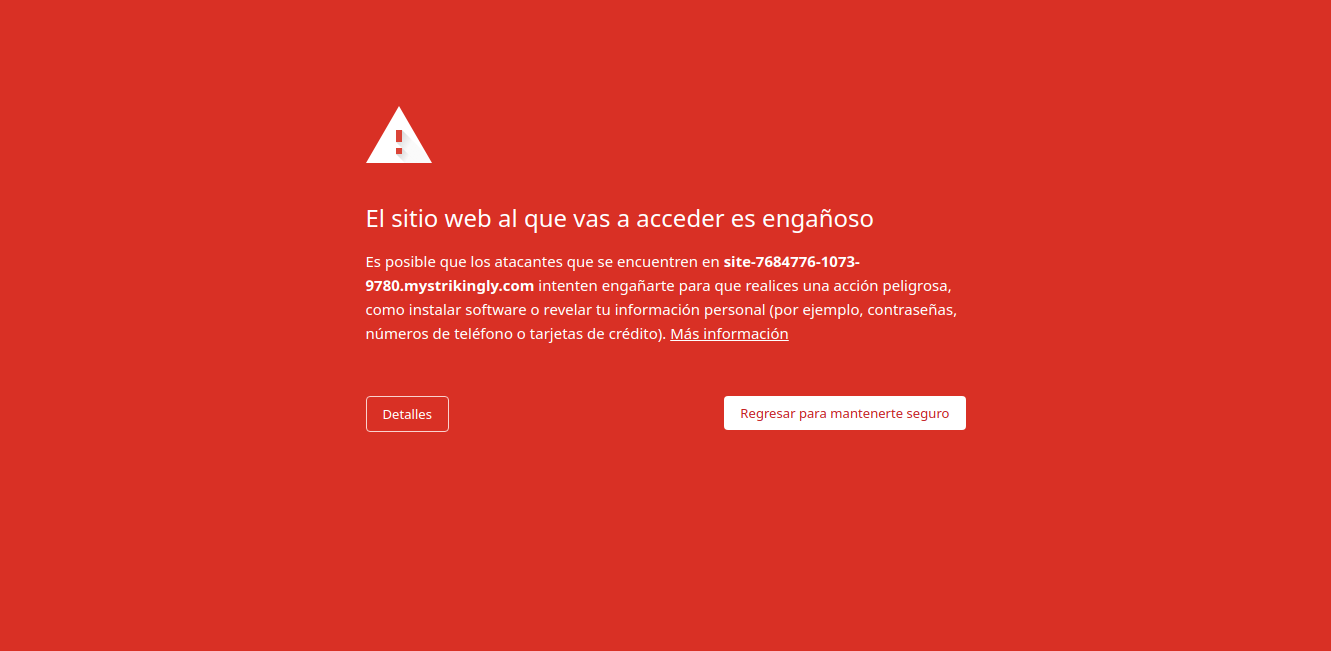 El sitio web al que vas a acceder es engañoso
Es posible que los atacantes que se encuentren en site-7684776-1073-
9780.mystrikingly.com intenten engañarte para que realices una acción peligrosa,
como instalar software o revelar tu información personal (por ejemplo, contraseñas,
números de teléfono o tarjetas de crédito). Más información
Detalles
Regresar para mantenerte seguro